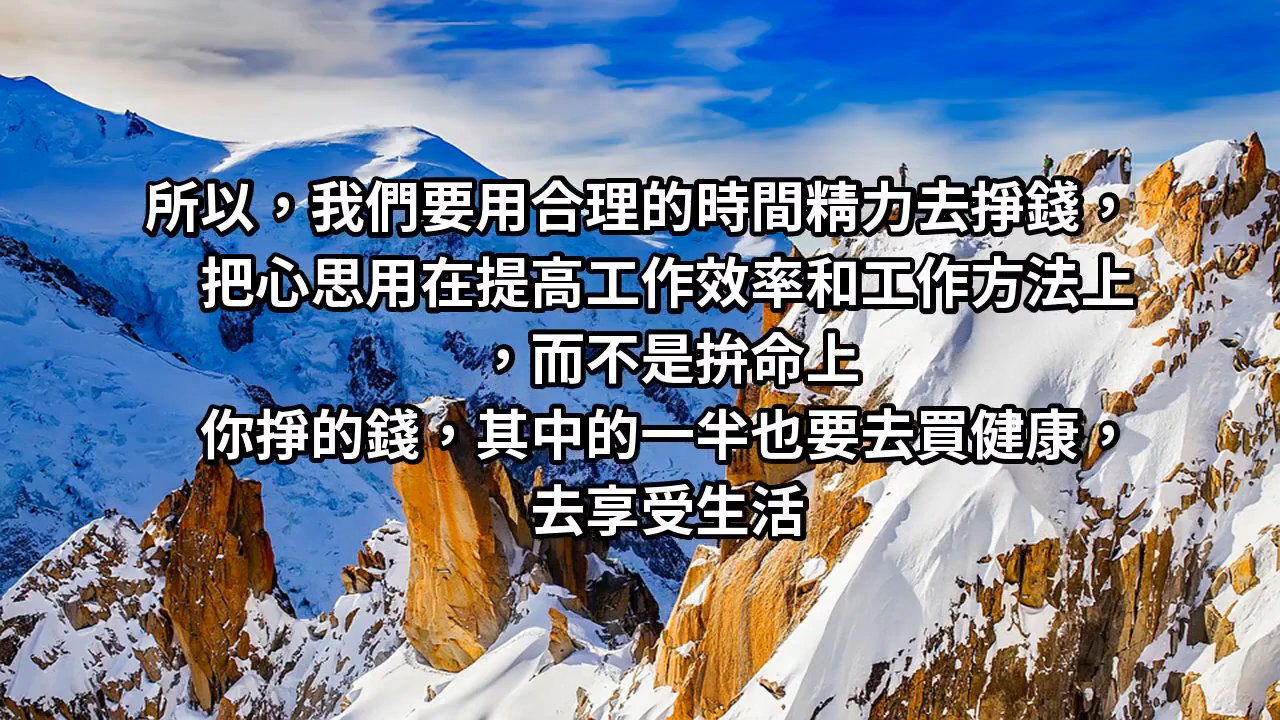 所以，我們要用合理的時間精力去掙錢，
把心思用在提高工作效率和工作方法上
，而不是拚命上
你掙的錢，其中的一半也要去買健康，
去享受生活